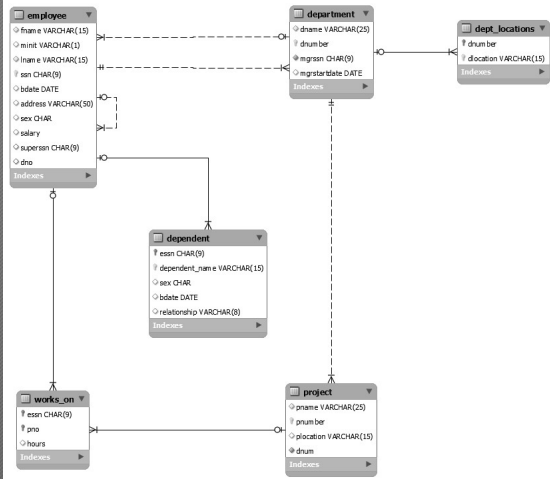 employee
fname VARCHAR(15)
minit VARCHAR(1)
lname VARCHAR(15)
ssn CHAR(9)
bdate DATE
address VARCHAR(50)
sex CHAR
salary
superssn CHAR(9)
dno
Indexes
department
dname VARCHAR(25)
dnumber
mgrssn CHAR(9)
mgrstartdate DATE
Indexes
dept_locations
dnumber
dlocation VARCHAR(15)
Indexes
dependent
essn CHAR(9)
dependent_name VARCHAR(15)
sex CHAR
bdate DATE
relationship VARCHAR(8)
Indexes
works_on
essn CHAR(9)
pno
hours
Indexes
project
pname VARCHAR(25)
pnumber
plocation VARCHAR(15)
dnum
Indexes